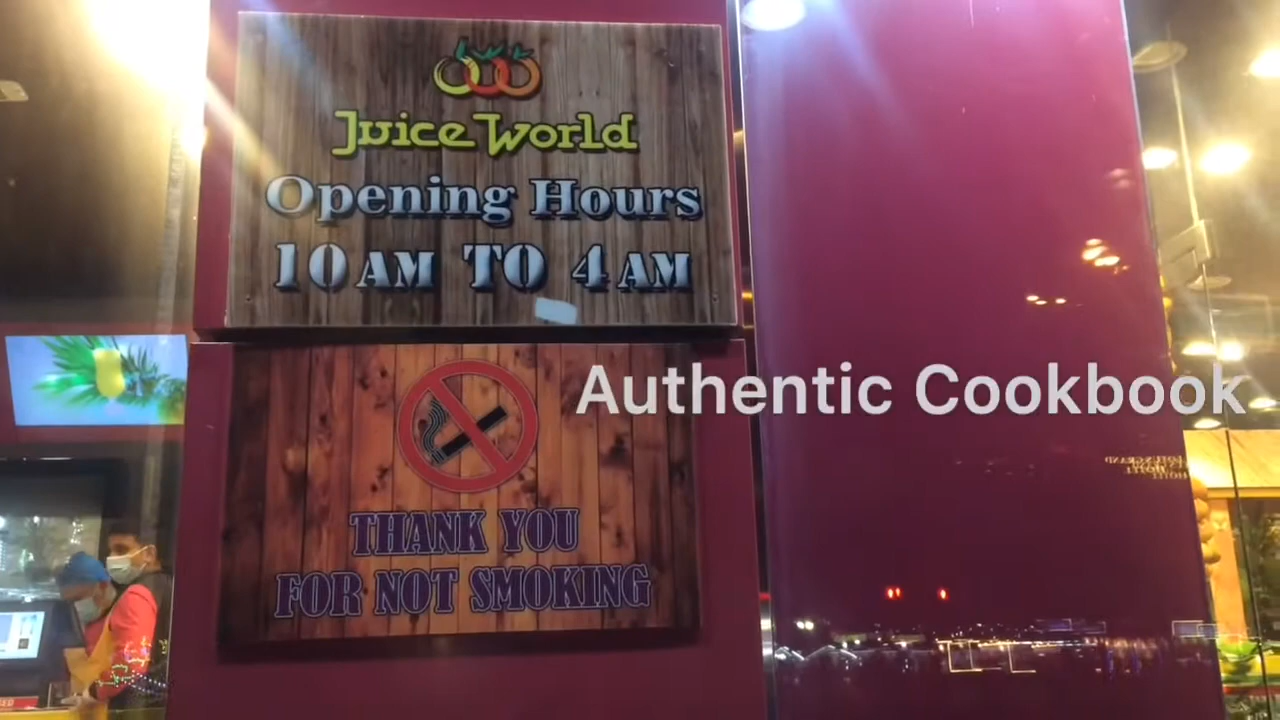 Juice World
Opening Hours
10 AM TO 4 AM
Authentic Cookbook
THANK YOU
FOR NOT SMOKING